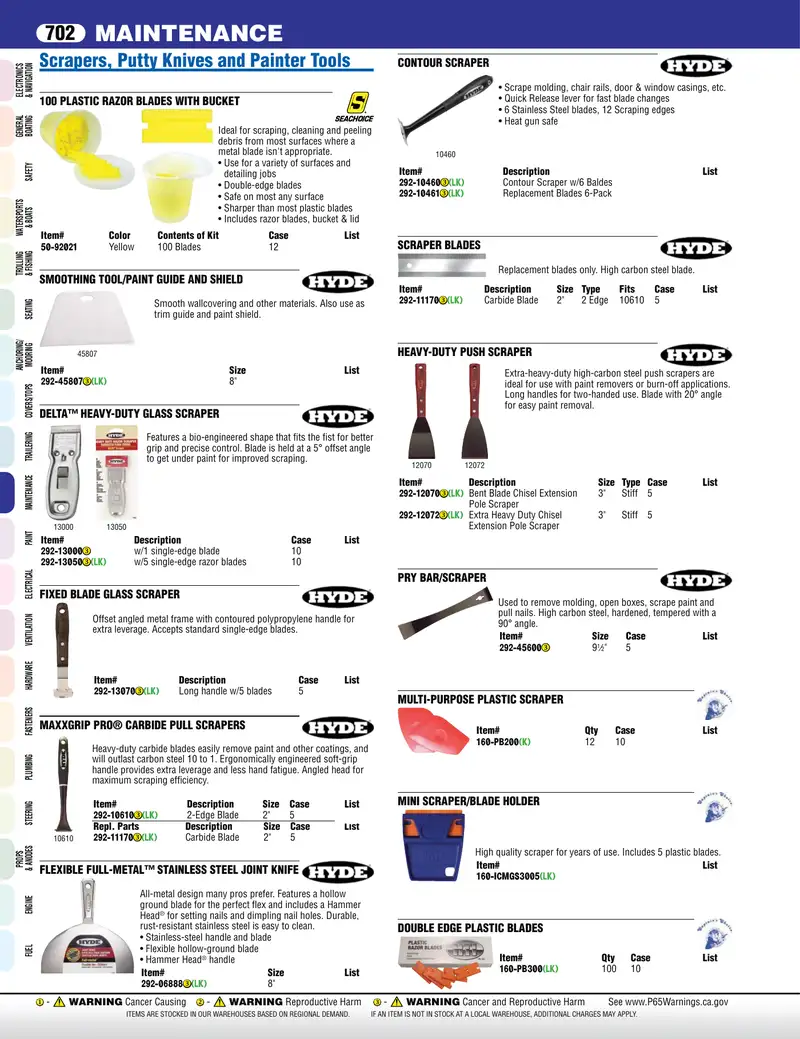 702 MAINTENANCE
Scrapers, Putty Knives and Painter Tools
100 PLASTIC RAZOR BLADES WITH BUCKET
SEACHOICE
Ideal for scraping, cleaning and peeling
debris from most surfaces where a
metal blade isn't appropriate.
• Use for a variety of surfaces and
detailing jobs
• Double-edge blades
• Safe on most any surface
• Sharper than most plastic blades
• Includes razor blades, bucket & lid
Item# Color Contents of Kit Case List
50-92021 Yellow 100 Blades 12
SMOOTHING TOOL/PAINT GUIDE AND SHIELD
HYDE
Smooth wallcovering and other materials. Also use as
trim guide and paint shield.
45807
Item# Size List
292-45807③(LK) 8"
DELTA™ HEAVY-DUTY GLASS SCRAPER
HYDE
Features a bio-engineered shape that fits the fist for better
grip and precise control. Blade is held at a 5° offset angle
to get under paint for improved scraping.
13000 13050
Item# Description Case List
292-13000③ w/1 single-edge blade 10
292-13050③(LK) w/5 single-edge razor blades 10
FIXED BLADE GLASS SCRAPER
HYDE
Offset angled metal frame with contoured polypropylene handle for
extra leverage. Accepts standard single-edge blades.
Item# Description Case List
292-13070③(LK) Long handle w/5 blades 5
MAXXGRIP PRO® CARBIDE PULL SCRAPERS
HYDE
Heavy-duty carbide blades easily remove paint and other coatings, and
will outlast carbon steel 10 to 1. Ergonomically engineered soft-grip
handle provides extra leverage and less hand fatigue. Angled head for
maximum scraping efficiency.
10610
Item# Description Size Case List
292-10610③(LK) 2-Edge Blade 2" 5
Repl. Parts Description Size Case List
292-11170③(LK) Carbide Blade 2" 5
FLEXIBLE FULL-METAL™ STAINLESS STEEL JOINT KNIFE
HYDE
All-metal design many pros prefer. Features a hollow
ground blade for the perfect flex and includes a Hammer
Head® for setting nails and dimpling nail holes. Durable,
rust-resistant stainless steel is easy to clean.
• Stainless-steel handle and blade
• Flexible hollow-ground blade
• Hammer Head® handle
Item# Size List
292-06888③(LK) 8"
CONTOUR SCRAPER
HYDE
• Scrape molding, chair rails, door & window casings, etc.
• Quick Release lever for fast blade changes
• 6 Stainless Steel blades, 12 Scraping edges
• Heat gun safe
10460
Item# Description List
292-10460③(LK) Contour Scraper w/6 Baldes
292-10461③(LK) Replacement Blades 6-Pack
SCRAPER BLADES
HYDE
Replacement blades only. High carbon steel blade.
Item# Description Size Type Fits Case List
292-11170③(LK) Carbide Blade 2" 2 Edge 10610 5
HEAVY-DUTY PUSH SCRAPER
HYDE
Extra-heavy-duty high-carbon steel push scrapers are
ideal for use with paint removers or burn-off applications.
Long handles for two-handed use. Blade with 20° angle
for easy paint removal.
12070 12072
Item# Description Size Type Case List
292-12070③(LK) Bent Blade Chisel Extension 3" Stiff 5
Pole Scraper
292-12072③(LK) Extra Heavy Duty Chisel 3" Stiff 5
Extension Pole Scraper
PRY BAR/SCRAPER
HYDE
Used to remove molding, open boxes, scrape paint and
pull nails. High carbon steel, hardened, tempered with a
90° angle.
Item# Size Case List
292-45600③ 9½" 5
MULTI-PURPOSE PLASTIC SCRAPER
Item# Qty Case List
160-PB200(K) 12 10
MINI SCRAPER/BLADE HOLDER
High quality scraper for years of use. Includes 5 plastic blades.
Item# List
160-ICMGS3005(LK)
DOUBLE EDGE PLASTIC BLADES
PLASTIC
RAZOR BLADES
Item# Qty Case List
160-PB300(LK) 100 10
ELECTRONICS
& NAVIGATION
GENERAL
BOATING
SAFETY
WATERSPORTS
& BOATS
TROLLING
& FISHING
SEATING
ANCHORING/
MOORING
COVERS/TOPS
TRAILERING
MAINTENANCE
PAINT
ELECTRICAL
VENTILATION
HARDWARE
FASTENERS
PLUMBING
STEERING
PROPS
& ANODES
ENGINE
FUEL
① - WARNING Cancer Causing ② - WARNING Reproductive Harm ③ - WARNING Cancer and Reproductive Harm See www.P65Warnings.ca.gov
ITEMS ARE STOCKED IN OUR WAREHOUSES BASED ON REGIONAL DEMAND. IF AN ITEM IS NOT IN STOCK AT A LOCAL WAREHOUSE, ADDITIONAL CHARGES MAY APPLY.